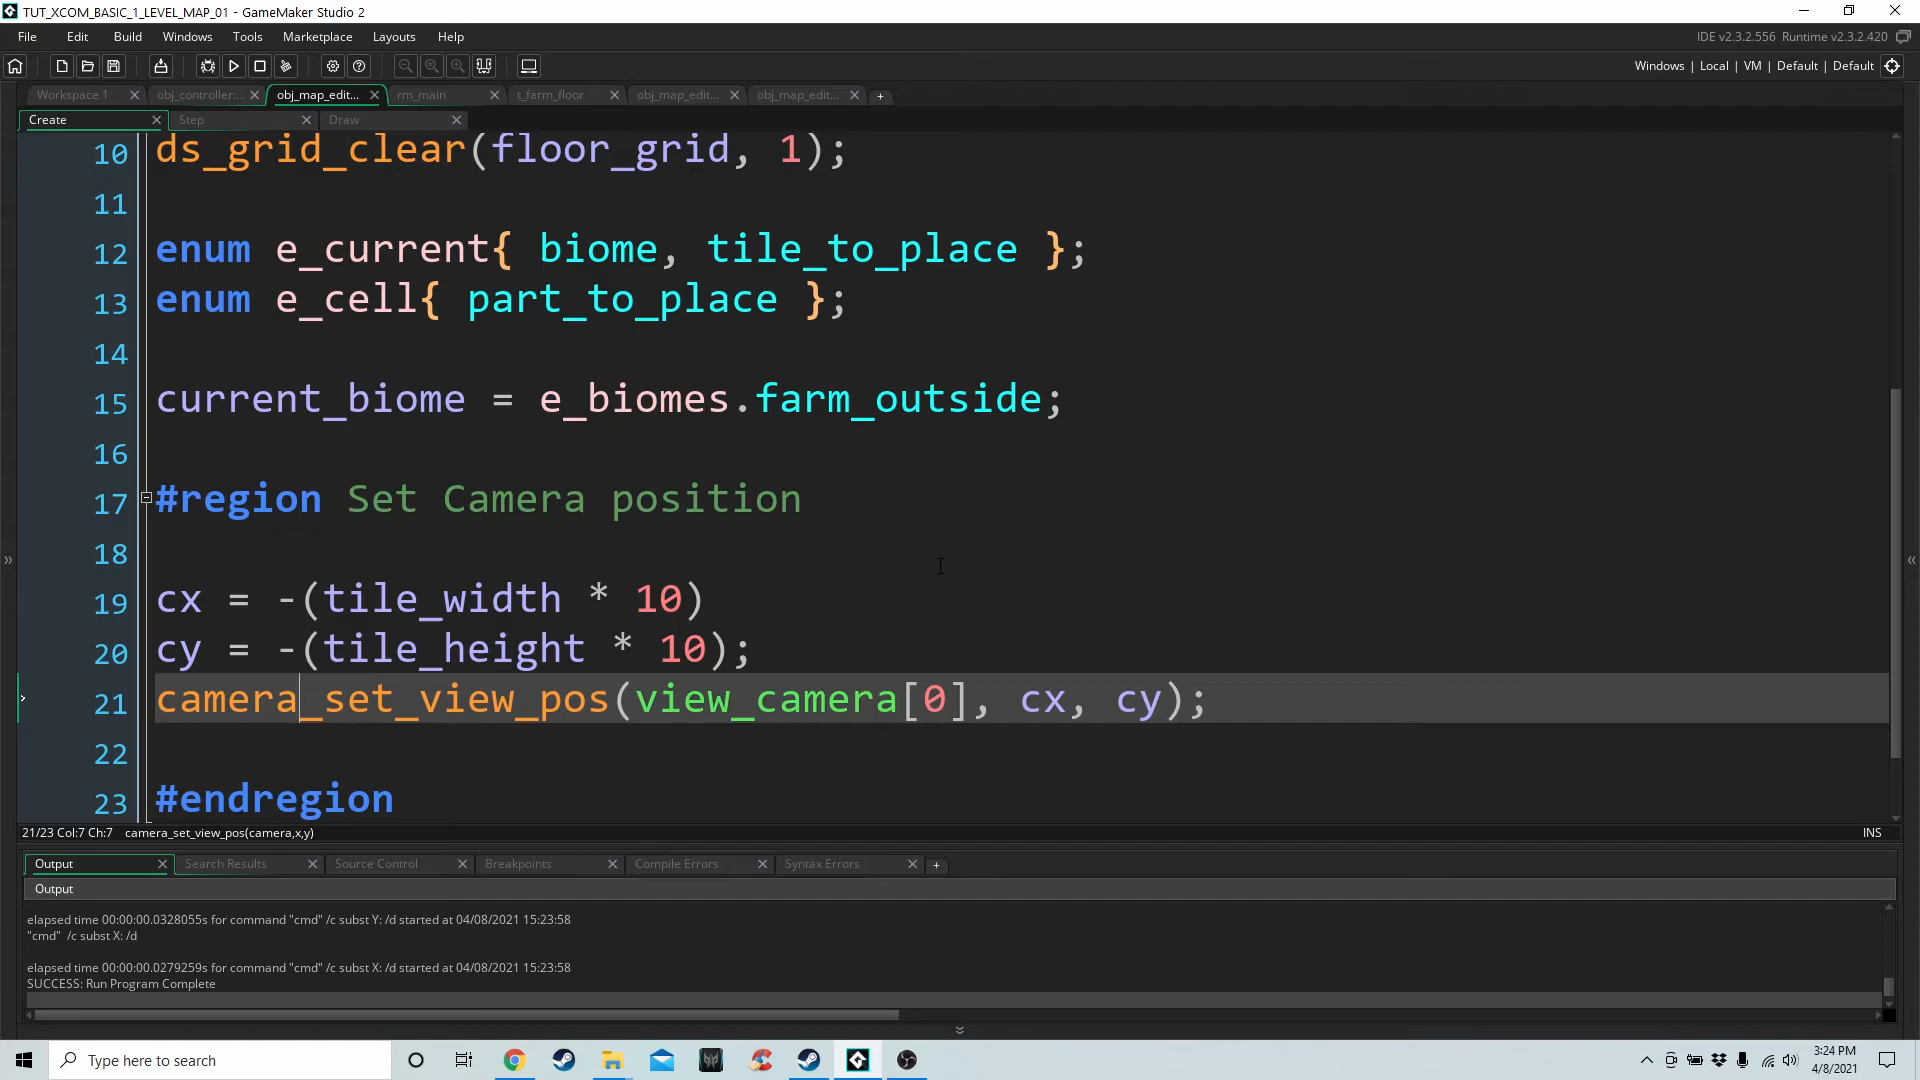 TUT_XCOM_BASIC_1_LEVEL_MAP_01 - GameMaker Studio 2
File Edit Build Windows Tools Marketplace Layouts Help
IDE v2.3.2.556 Runtime v2.3.2.420
Windows | Local | VM | Default | Default
Workspace 1 obj_controller:... obj_map_edit... rm_main t_farm_floor obj_map_edit... obj_map_edit... +
Create Step Draw
10 ds_grid_clear(floor_grid, 1);
11
12 enum e_current{ biome, tile_to_place };
13 enum e_cell{ part_to_place };
14
15 current_biome = e_biomes.farm_outside;
16
17 #region Set Camera position
18
19 cx = -(tile_width * 10)
20 cy = -(tile_height * 10);
21 camera_set_view_pos(view_camera[0], cx, cy);
22
23 #endregion
21/23 Col:7 Ch:7 camera_set_view_pos(camera,x,y)
INS
Output Search Results Source Control Breakpoints Compile Errors Syntax Errors +
Output
elapsed time 00:00:00.0328055s for command "cmd" /c subst Y: /d started at 04/08/2021 15:23:58
"cmd" /c subst X: /d
elapsed time 00:00:00.0279259s for command "cmd" /c subst X: /d started at 04/08/2021 15:23:58
SUCCESS: Run Program Complete
Type here to search
3:24 PM
4/8/2021